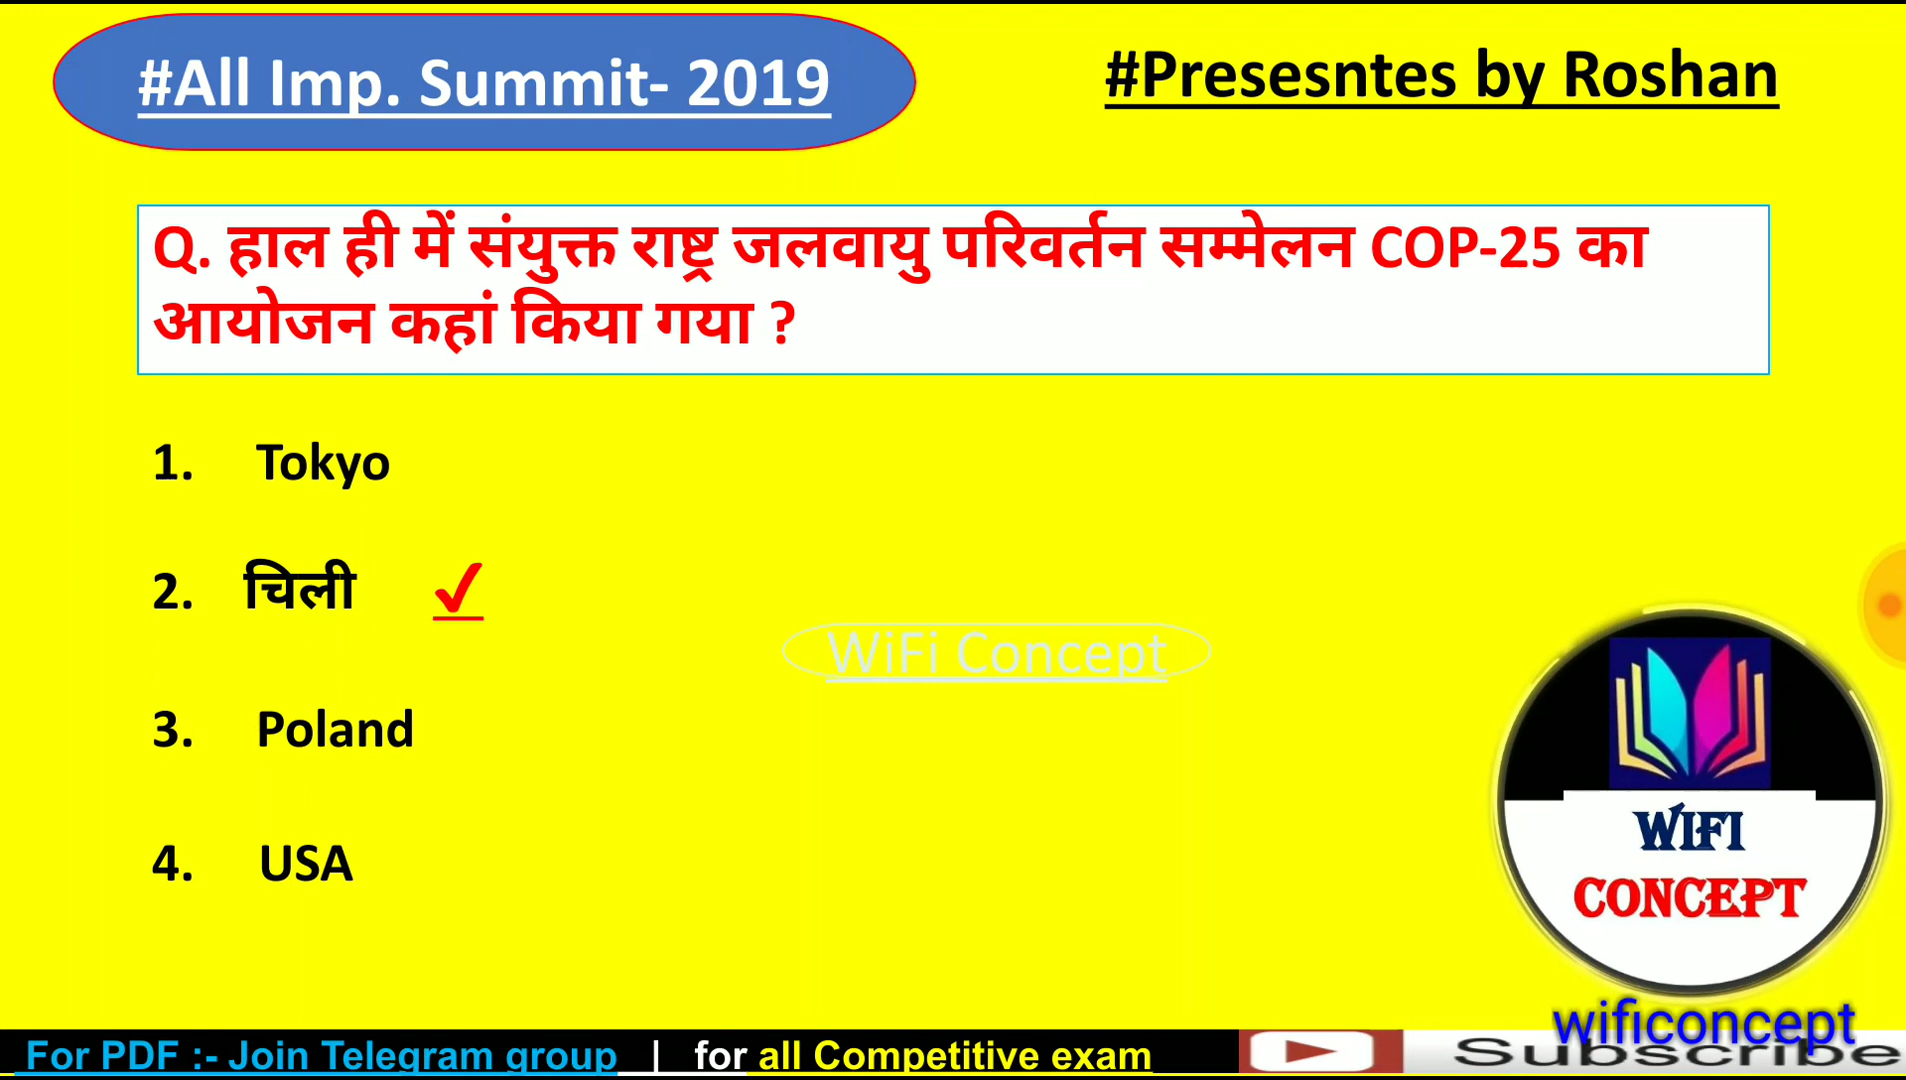 #All Imp. Summit- 2019
#Presesntes by Roshan
Q. हाल ही में संयुक्त राष्ट्र जलवायु परिवर्तन सम्मेलन COP-25 का
आयोजन कहां किया गया ?
1. Tokyo
2. चिली ✓
3. Poland
4. USA
WiFi Concept
WIFI
CONCEPT
wificoncept
For PDF :- Join Telegram group | for all Competitive exam
Subscribe